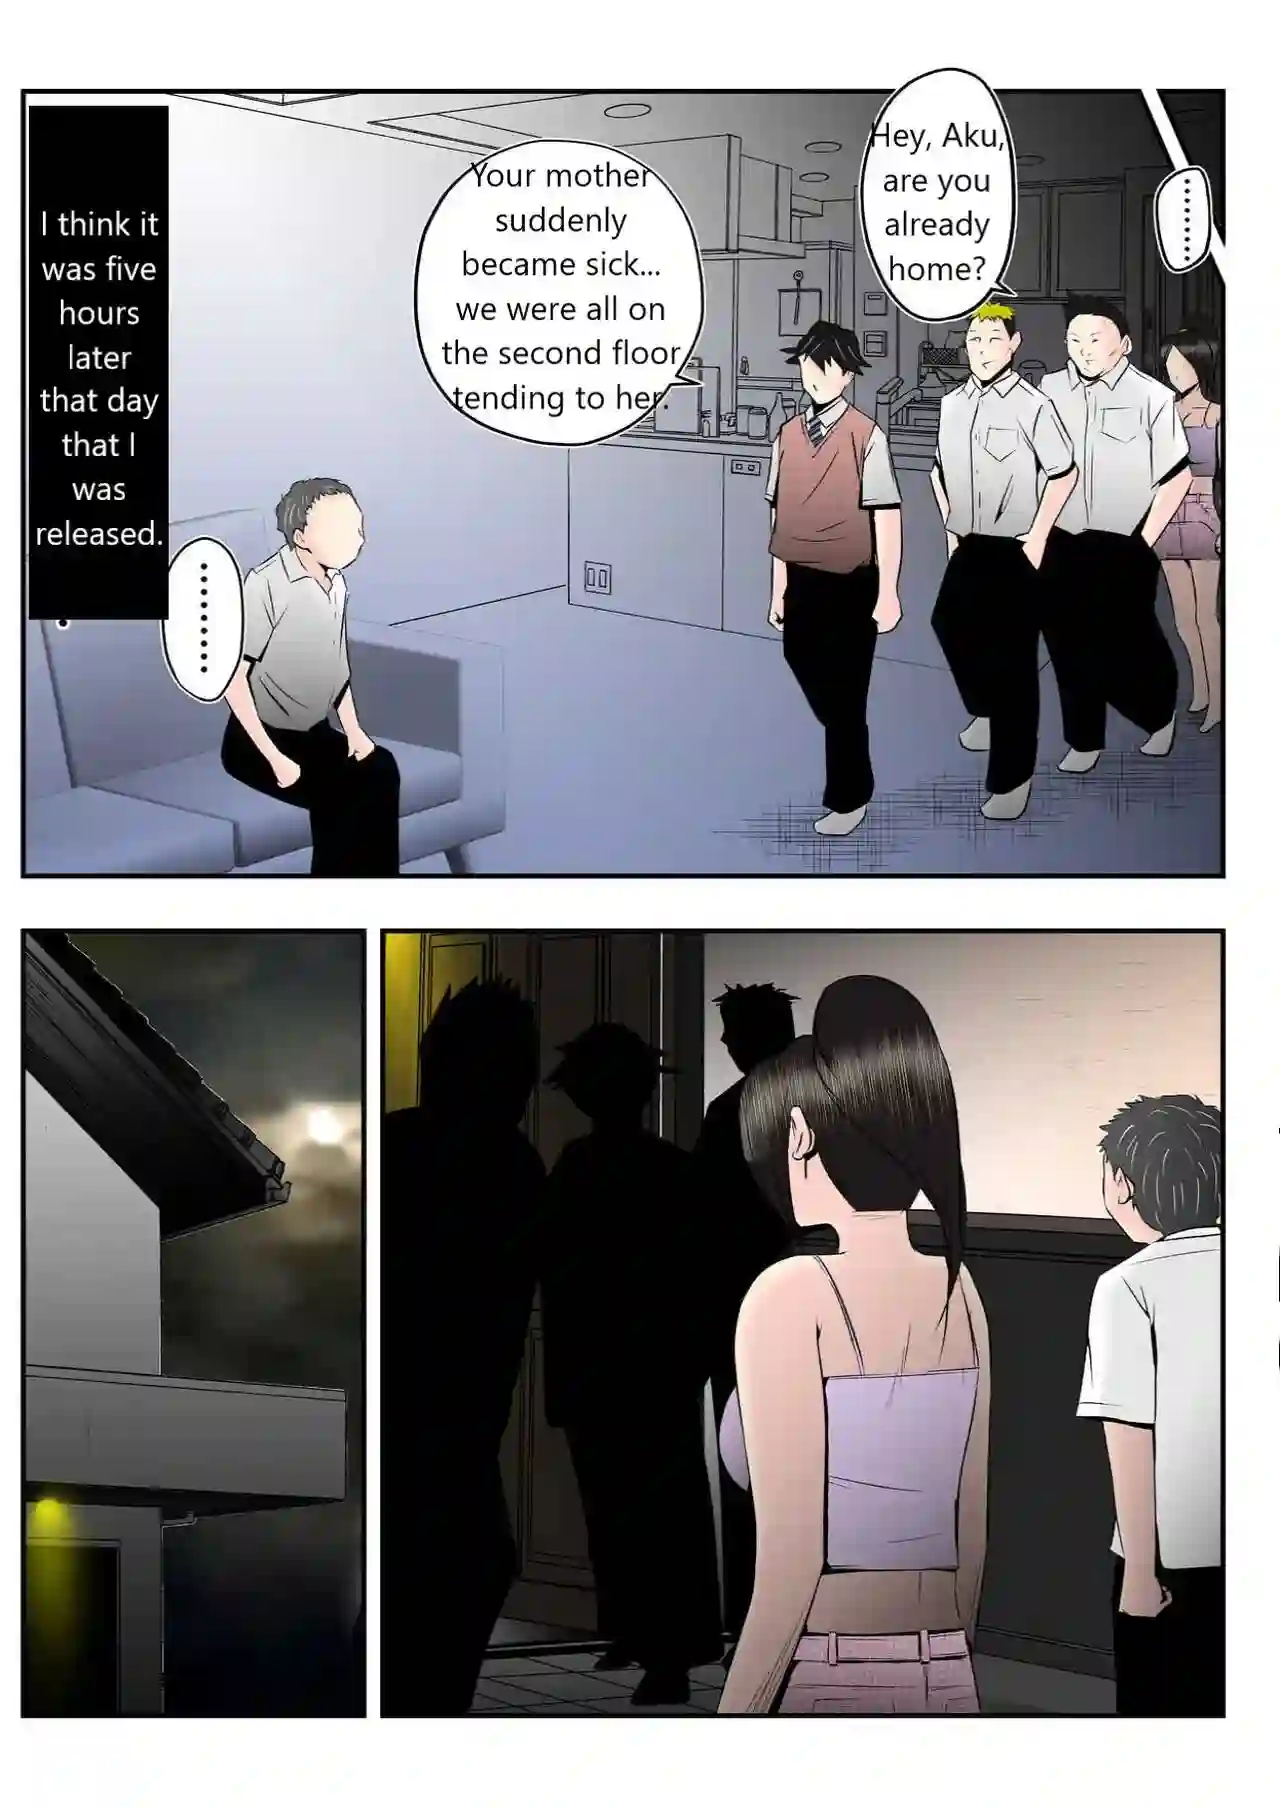 Hey, Aku,
are you
already
home?
Your mother
suddenly
became sick...
we were all on
the second floor
tending to her.
I think it
was five
hours
later
that day
that I
was
released.